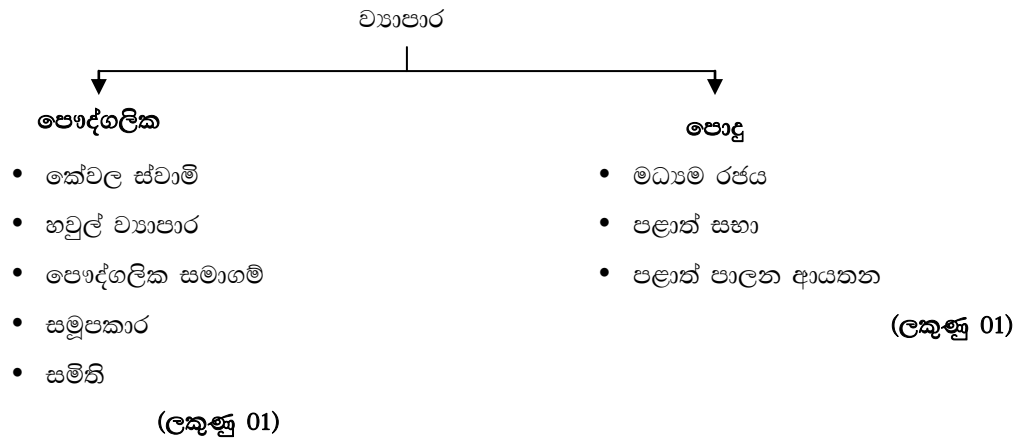 ව්‍යාපාර
පෞද්ගලික
• කේවල ස්වාමි
• හවුල් ව්‍යාපාර
• පෞද්ගලික සමාගම්
• සමූපකාර
• සමිති
(ලකුණු 01)
පොදු
• මධ්‍යම රජය
• පළාත් සභා
• පළාත් පාලන ආයතන
(ලකුණු 01)